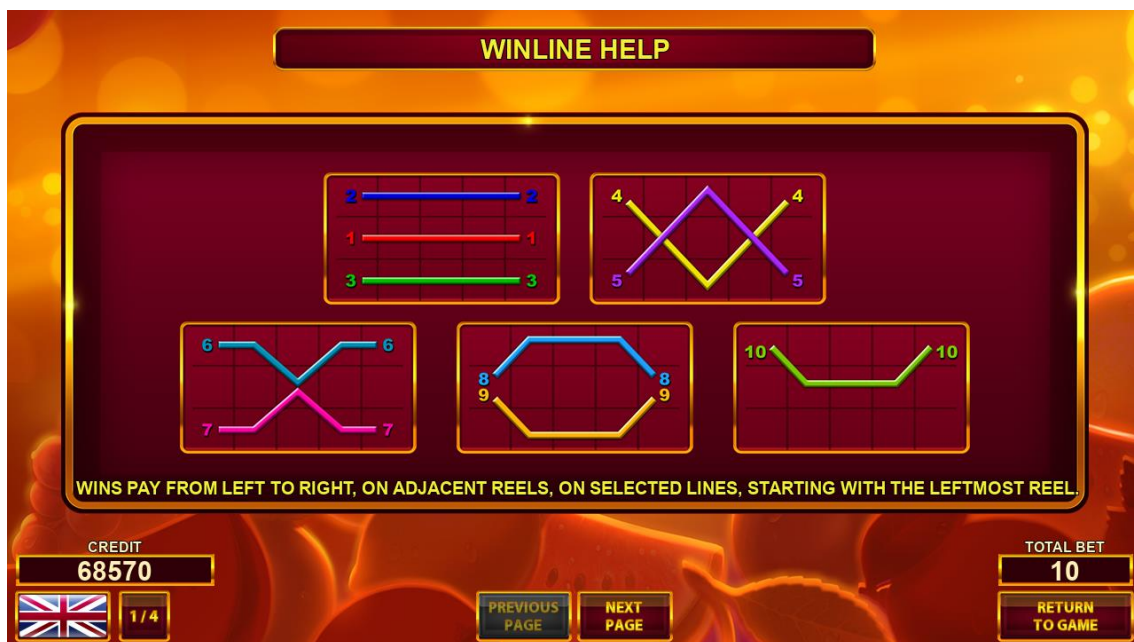 WINLINE HELP
2 2
1 1
3 3
4 4
5 5
6 6
7 7
8 8
9 9
10 10
WINS PAY FROM LEFT TO RIGHT, ON ADJACENT REELS, ON SELECTED LINES, STARTING WITH THE LEFTMOST REEL.
CREDIT
68570
TOTAL BET
10
1/4
PREVIOUS
PAGE
NEXT
PAGE
RETURN
TO GAME